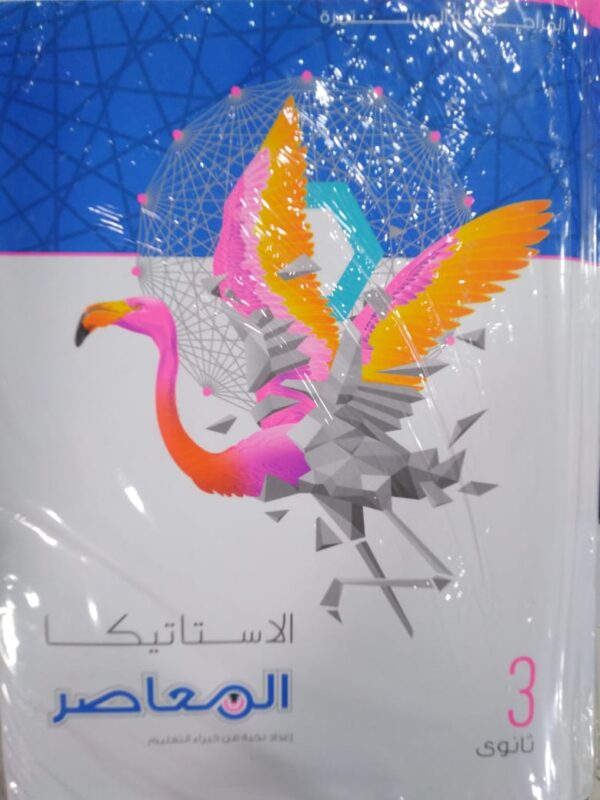 الاستاتيكا
المعاصر
إعداد نخبة من خبراء التعليم
3
ثانوى